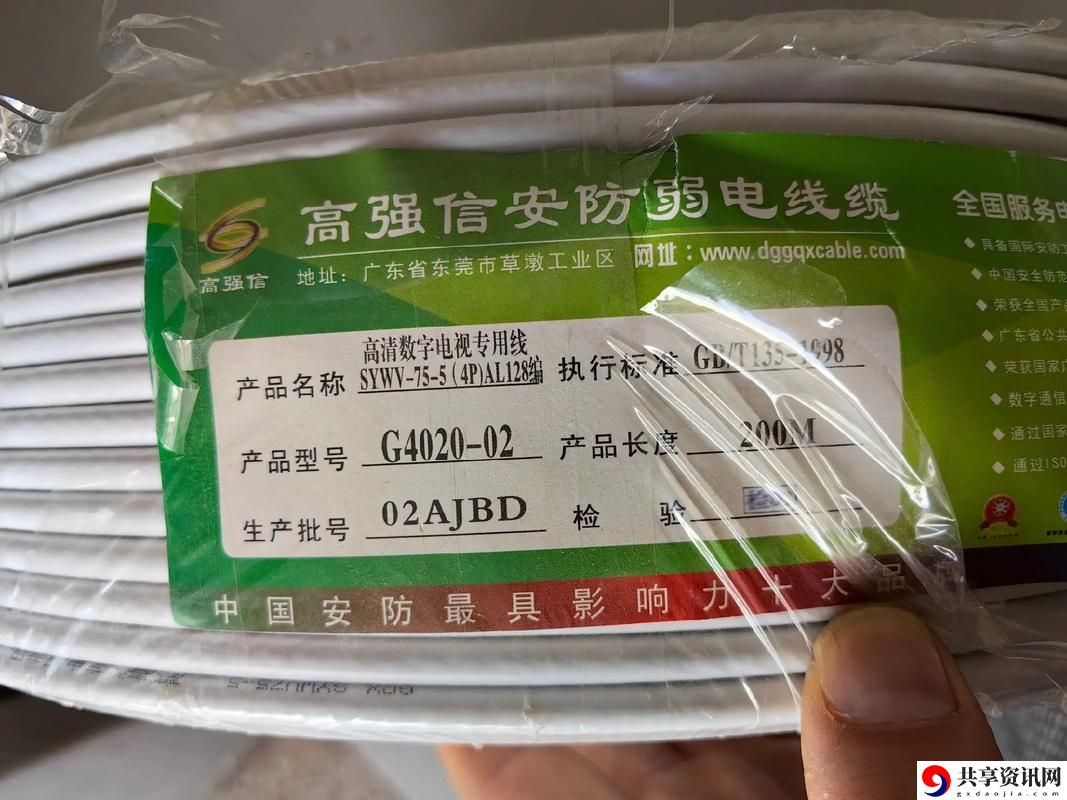 高强信安防弱电线缆
高强信
地址：广东省东莞市草墩工业区 网址：www.dggqxcable.com
高清数字电视专用线
产品名称 SYWV-75-5(4P)AL128编 执行标准 GB/T135-1998
产品型号 G4020-02 产品长度 200M
生产批号 02AJBD 检 验
中国安防最具影响力十大品
全国服务电
◆ 具备国际安防
◆ 中国安全防范
◆ 荣获全国产
◆ 广东省公共
◆ 荣获国家
◆ 数字通信
◆ 通过国家
◆ 通过ISO
GQX
共享资讯网
gxdaojia.com